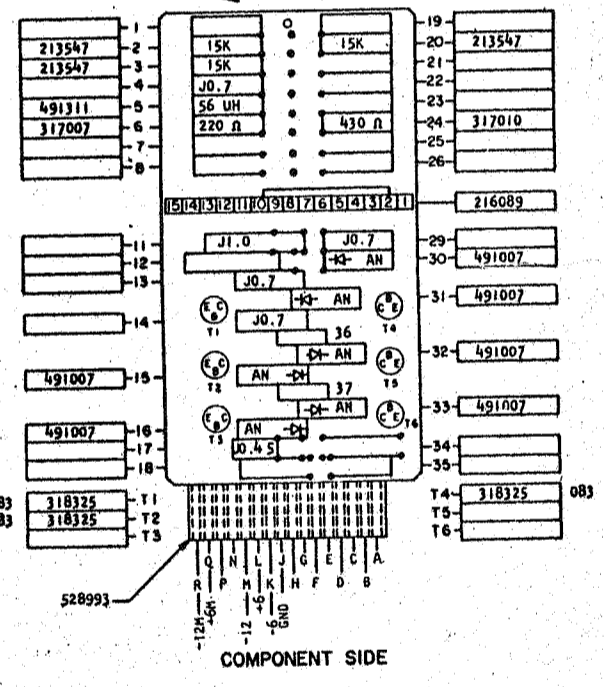 1 19
213547 2 15K 15K 20 213547
213547 3 15K 21
4 J0.7 22
491311 5 56 UH 23
317007 6 220 Ω 430 Ω 24 317010
7 25
8 26
15 14 13 12 11 10 9 8 7 6 5 4 3 2 1 216089
11 J1.0 J0.7 29
12 AN 30 491007
13 J0.7
AN 31 491007
E C B T1 B C E T4
14 J0.7
36
AN 32 491007
E C B T2 B C E T5
491007 15 AN
37
AN 33 491007
E B C T3 B C E T6
491007 16 AN
17 J0.45 34
18 35
083 318325 T1 T4 318325 083
083 318325 T2 T5
T3 T6
R Q P N M L K J H G F E D C B A
528993
-12M +6M -12 +6 -6 GND
COMPONENT SIDE